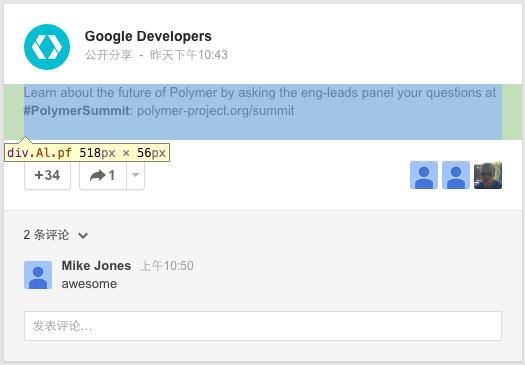 Google Developers
公开分享 - 昨天下午10:43
Learn about the future of Polymer by asking the eng-leads panel your questions at
#PolymerSummit: polymer-project.org/summit
div.Al.pf 518px × 56px
+34 1
2 条评论
Mike Jones 上午10:50
awesome
发表评论…